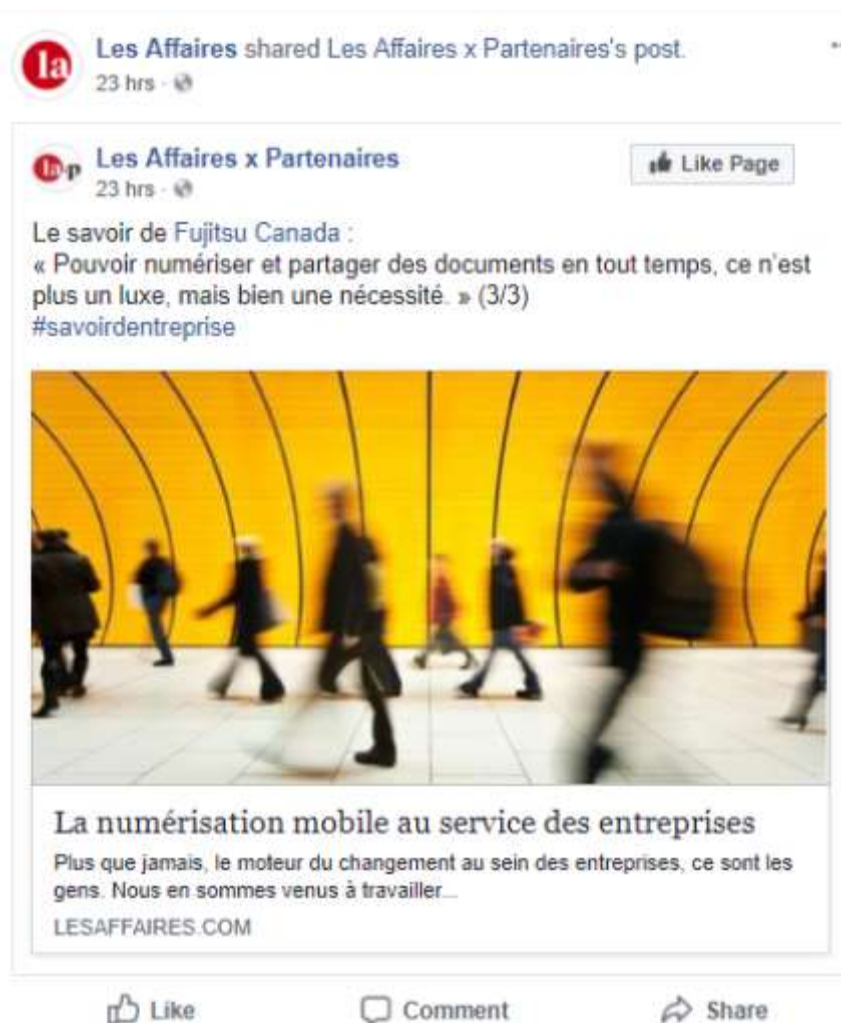 la
Les Affaires shared Les Affaires x Partenaires's post.
23 hrs ·
la·p
Les Affaires x Partenaires
23 hrs ·
Like Page
Le savoir de Fujitsu Canada :
« Pouvoir numériser et partager des documents en tout temps, ce n'est
plus un luxe, mais bien une nécessité. » (3/3)
#savoirdentreprise
La numérisation mobile au service des entreprises
Plus que jamais, le moteur du changement au sein des entreprises, ce sont les
gens. Nous en sommes venus à travailler...
LESAFFAIRES.COM
Like
Comment
Share